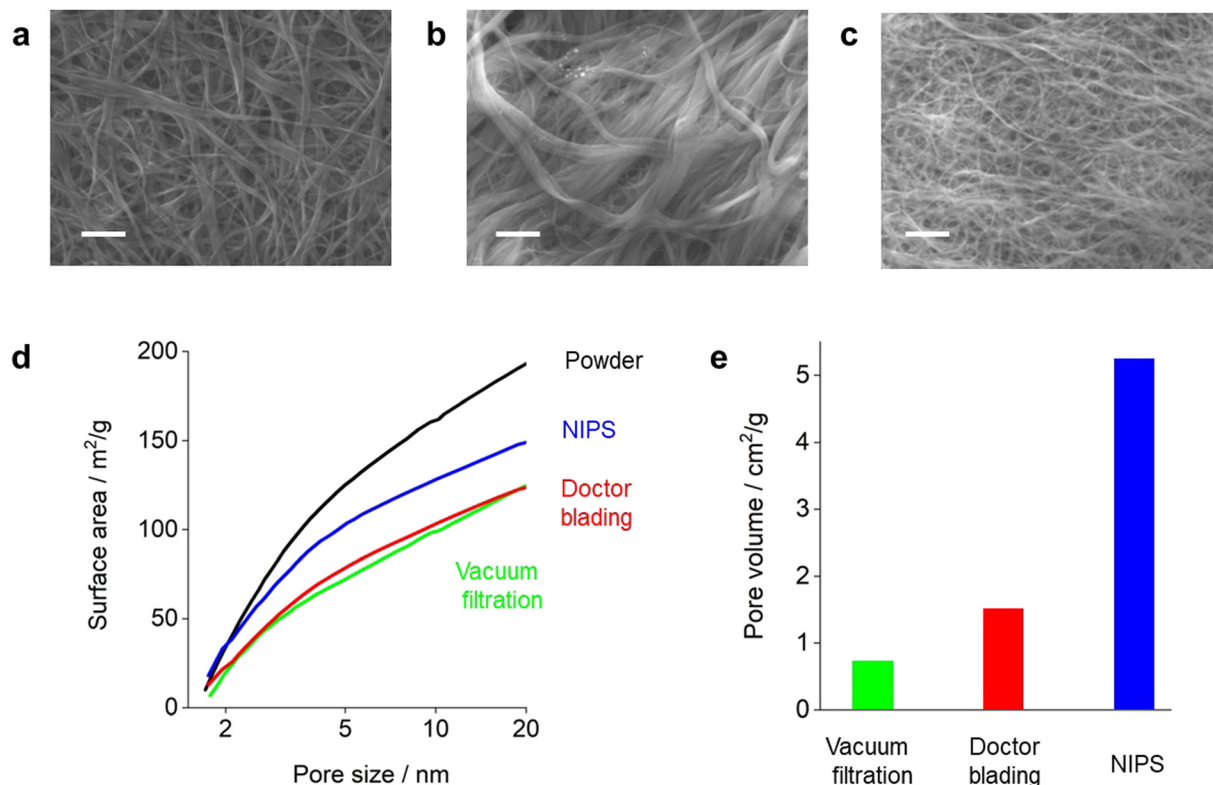 a
b
c
d
200
150
100
50
0
Surface area / m²/g
2
5
10
20
Pore size / nm
Powder
NIPS
Doctor
blading
Vacuum
filtration
e
5
4
3
2
1
0
Pore volume / cm²/g
Vacuum
filtration
Doctor
blading
NIPS